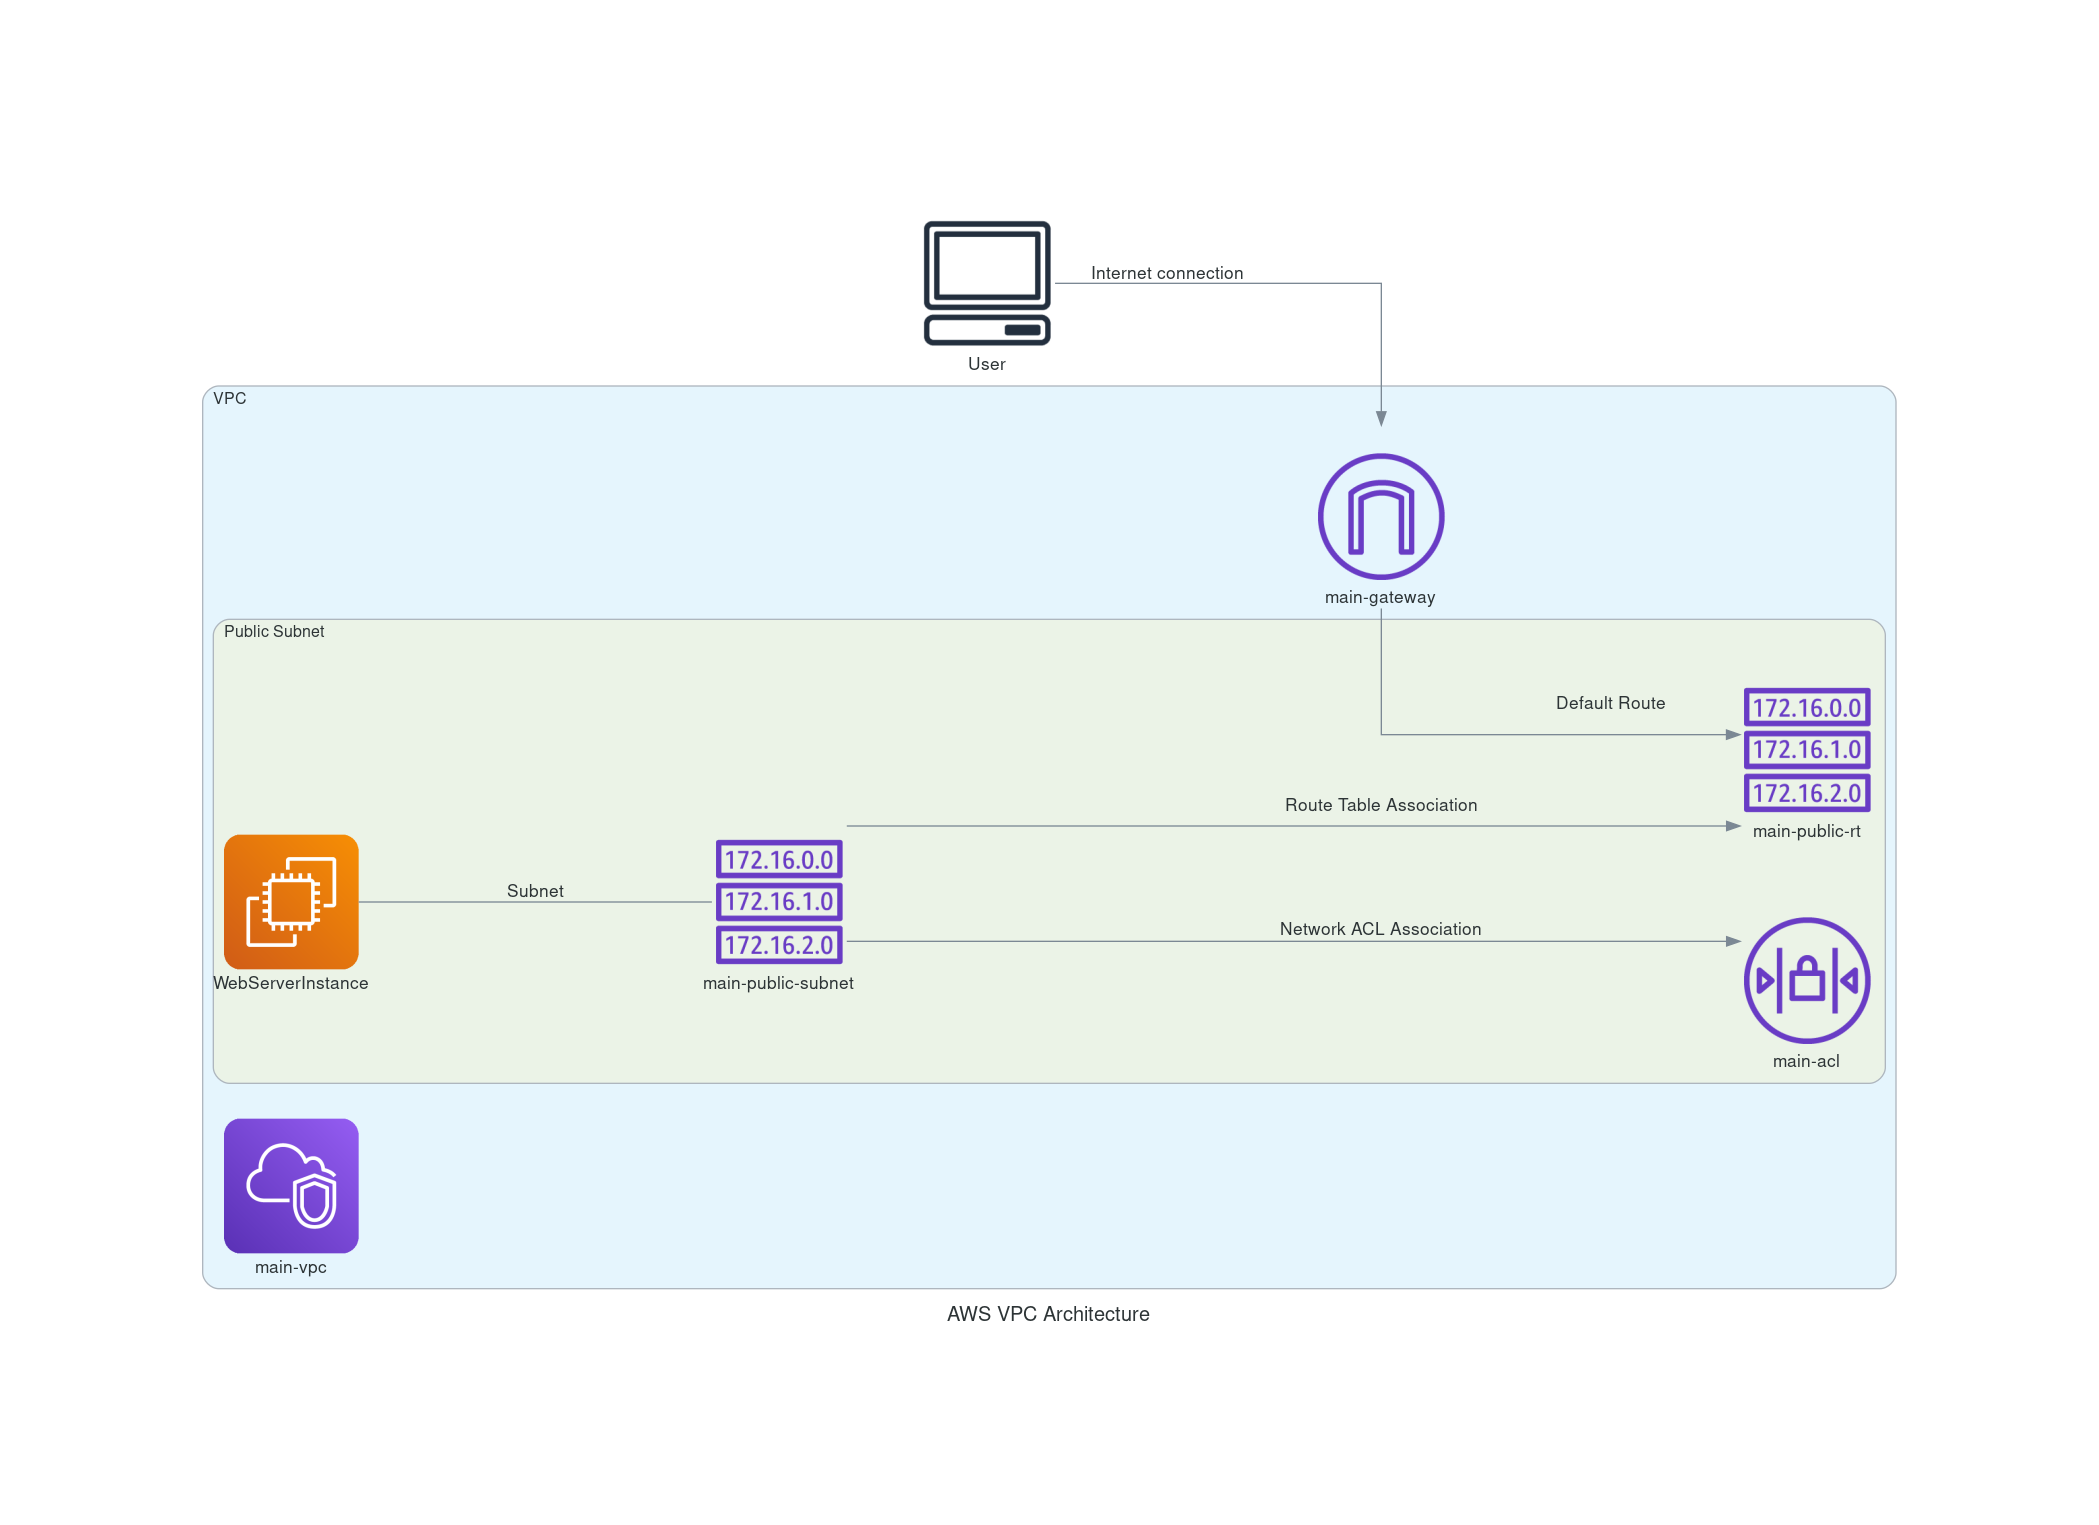 Internet connection
User
VPC
main-gateway
Public Subnet
Default Route
172.16.0.0
172.16.1.0
172.16.2.0
main-public-rt
Route Table Association
Subnet
172.16.0.0
172.16.1.0
172.16.2.0
Network ACL Association
WebServerInstance
main-public-subnet
main-acl
main-vpc
AWS VPC Architecture